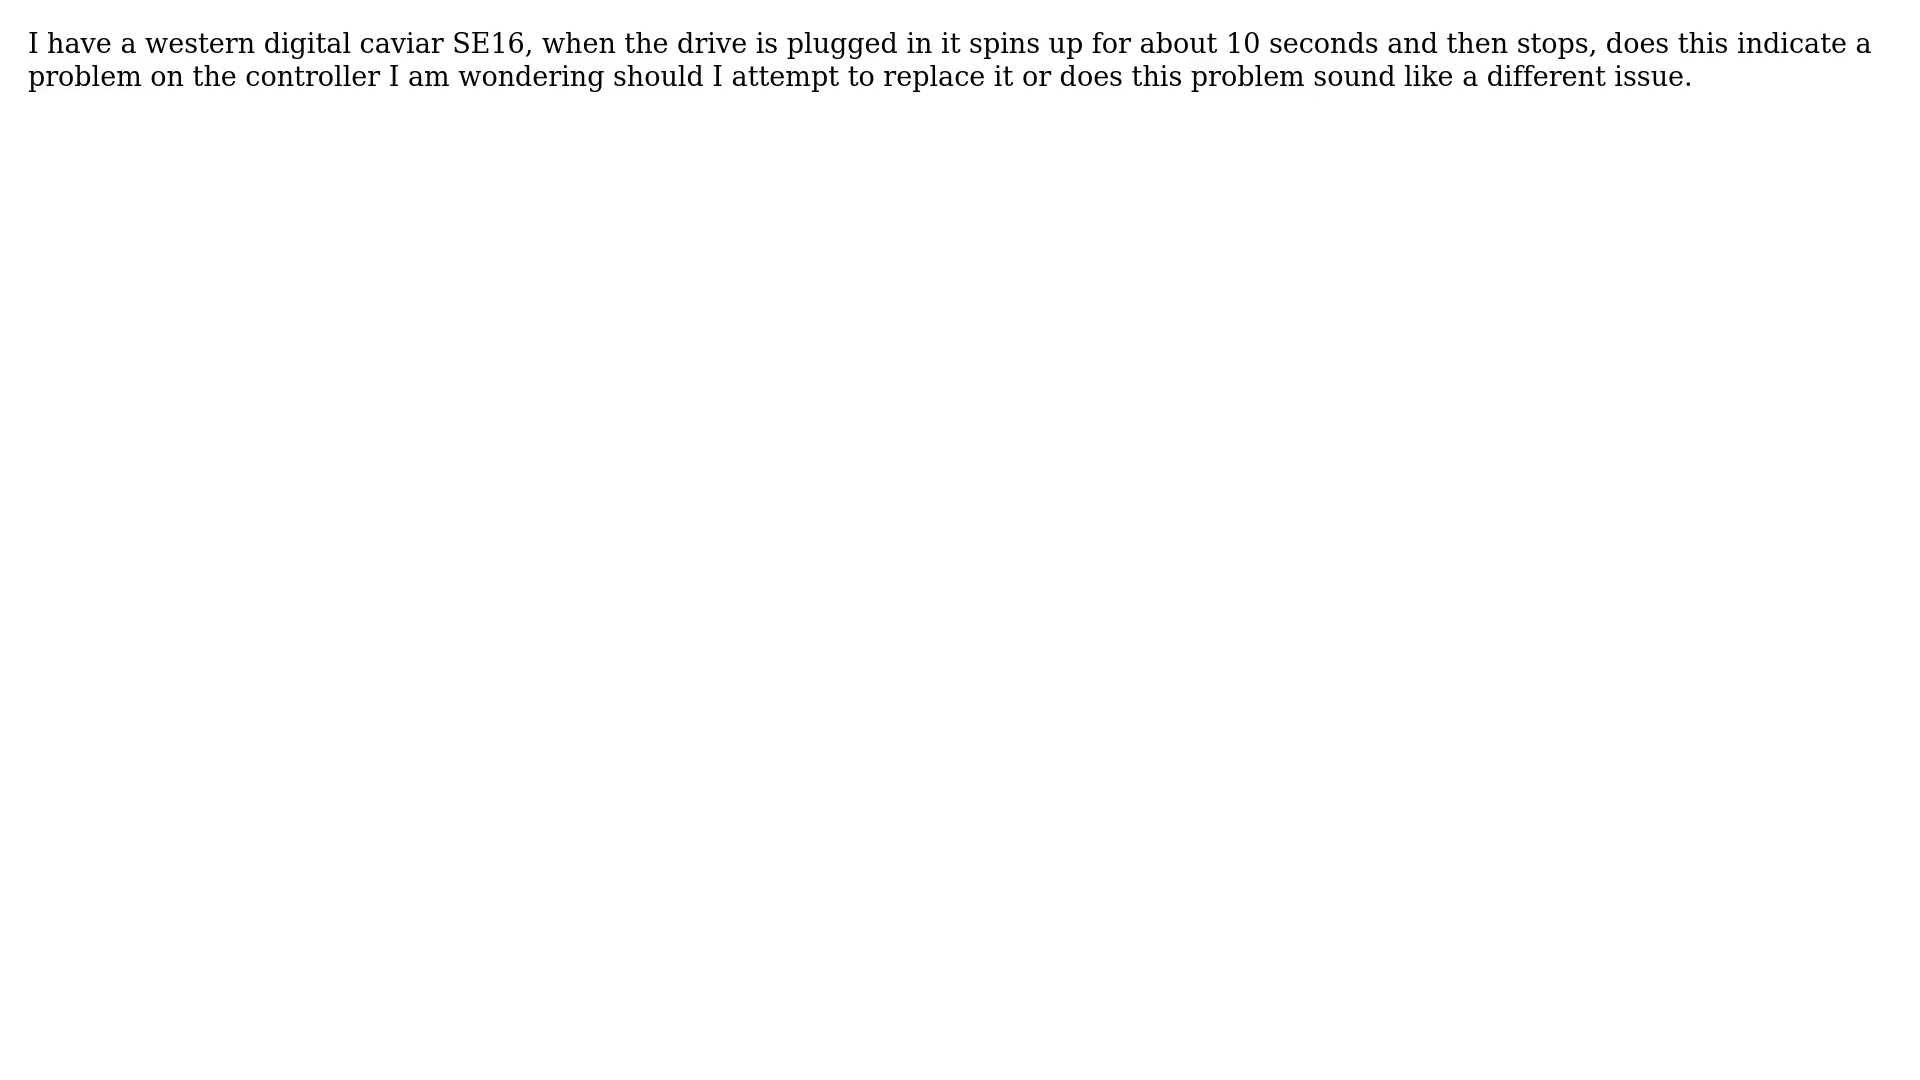 I have a western digital caviar SE16, when the drive is plugged in it spins up for about 10 seconds and then stops, does this indicate a
problem on the controller I am wondering should I attempt to replace it or does this problem sound like a different issue.